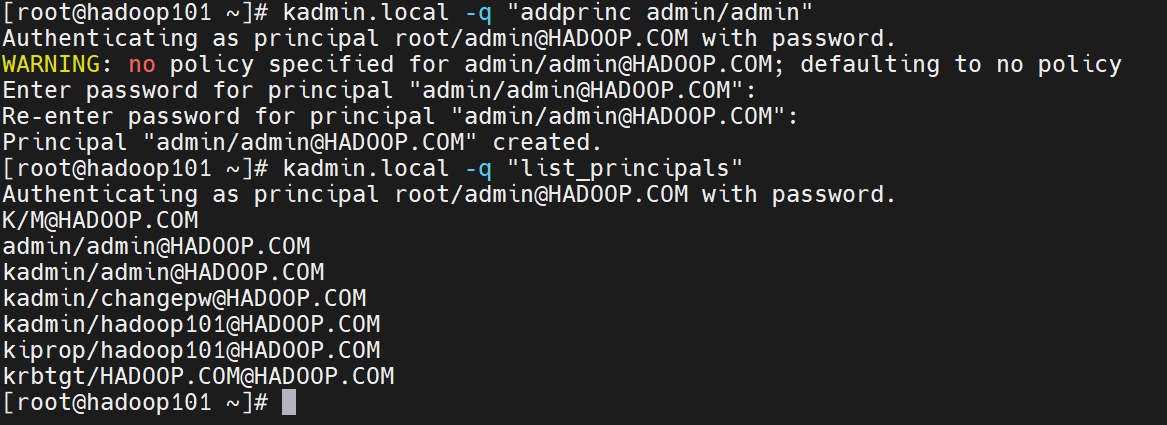 [root@hadoop101 ~]# kadmin.local -q "addprinc admin/admin"
Authenticating as principal root/admin@HADOOP.COM with password.
WARNING: no policy specified for admin/admin@HADOOP.COM; defaulting to no policy
Enter password for principal "admin/admin@HADOOP.COM":
Re-enter password for principal "admin/admin@HADOOP.COM":
Principal "admin/admin@HADOOP.COM" created.
[root@hadoop101 ~]# kadmin.local -q "list_principals"
Authenticating as principal root/admin@HADOOP.COM with password.
K/M@HADOOP.COM
admin/admin@HADOOP.COM
kadmin/admin@HADOOP.COM
kadmin/changepw@HADOOP.COM
kadmin/hadoop101@HADOOP.COM
kiprop/hadoop101@HADOOP.COM
krbtgt/HADOOP.COM@HADOOP.COM
[root@hadoop101 ~]#